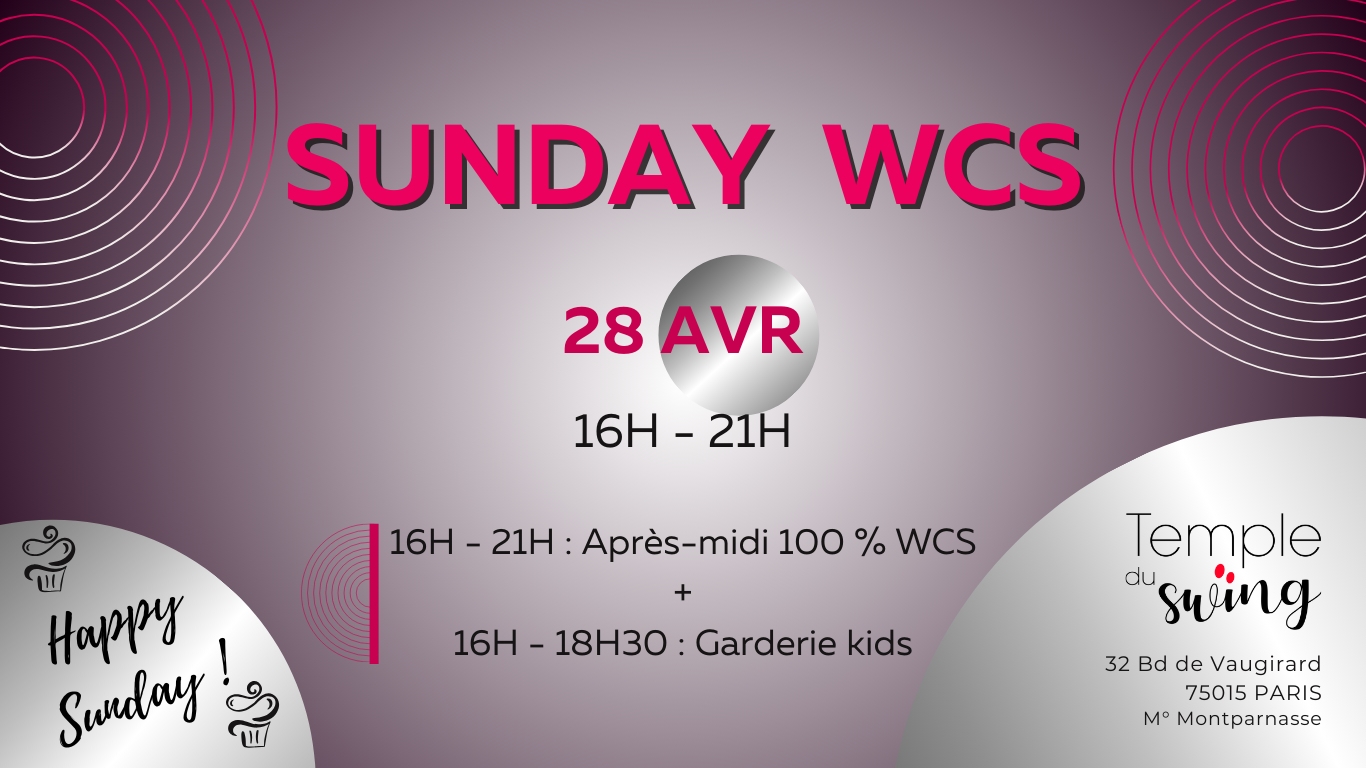 SUNDAY WCS
28 AVR
16H - 21H
16H - 21H : Après-midi 100 % WCS
+
16H - 18H30 : Garderie kids
Happy
Sunday !
Temple
du swing
32 Bd de Vaugirard
75015 PARIS
M° Montparnasse